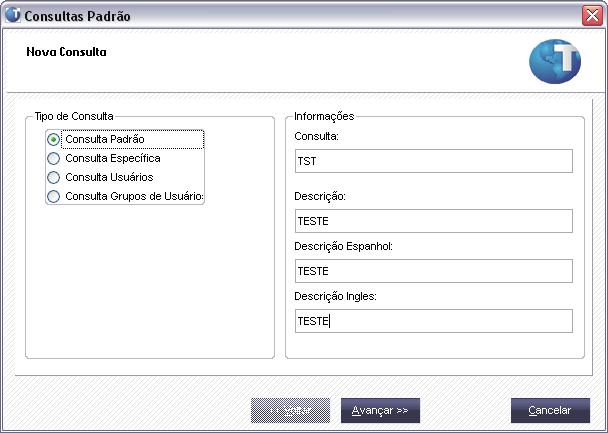 Consultas Padrão
Nova Consulta
T
Tipo de Consulta
Consulta Padrão
Consulta Específica
Consulta Usuários
Consulta Grupos de Usuário
Informações
Consulta:
TST
Descrição:
TESTE
Descrição Espanhol:
TESTE
Descrição Ingles:
TESTE
<< Voltar
Avançar >>
Cancelar